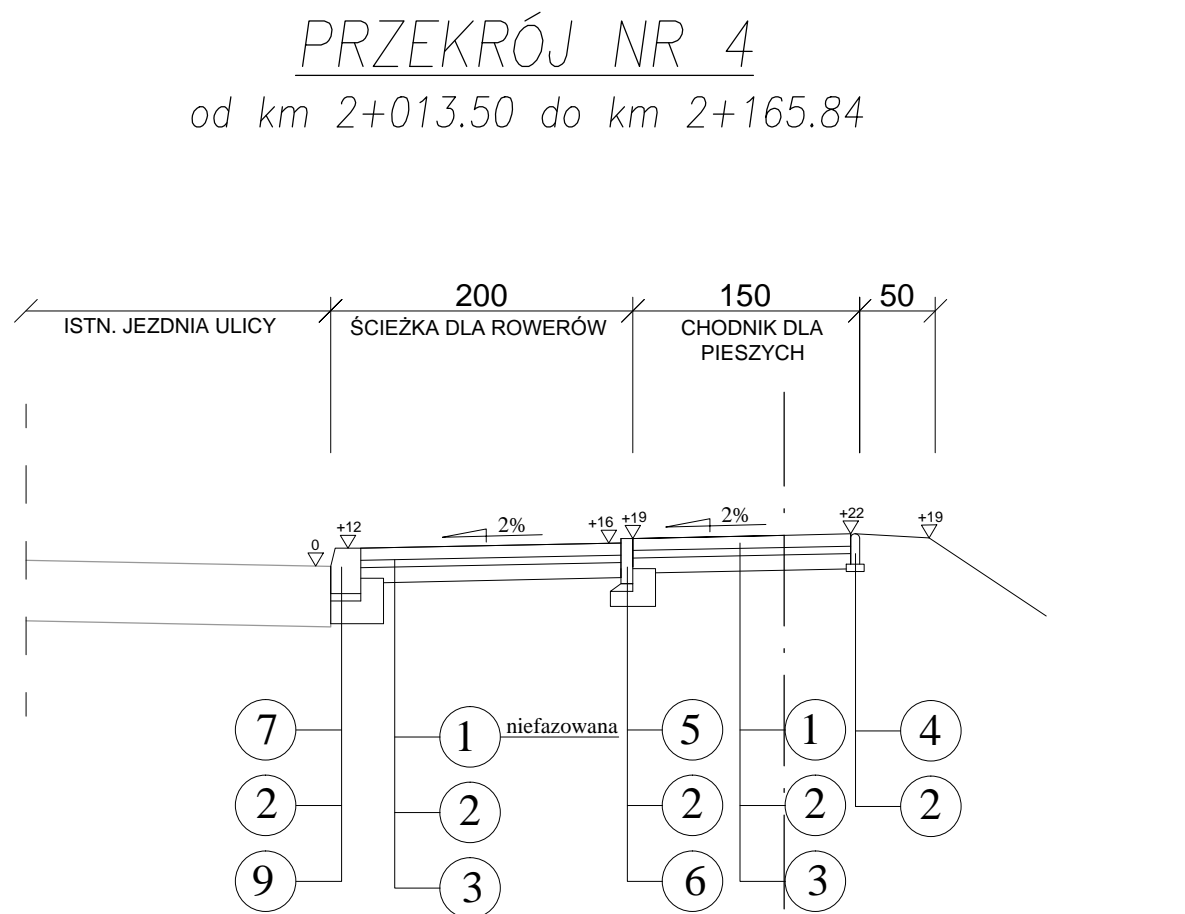 PRZEKRÓJ NR 4
od km 2+013.50 do km 2+165.84
200 150 50
ISTN. JEZDNIA ULICY ŚCIEŻKA DLA ROWERÓW CHODNIK DLA
PIESZYCH
0 +12 2% +16 +19 2% +22 +19
7 1 niefazowana 5 1 4
2 2 2 2 2
9 3 6 3